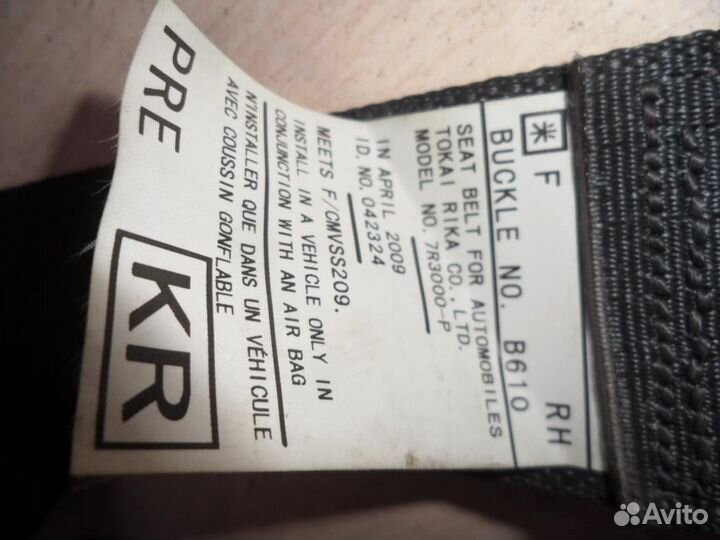 米 F RH
BUCKLE NO. B610
SEAT BELT FOR AUTOMOBILES
TOKAI RIKA CO., LTD.
MODEL NO. 7R3000-P
IN APRIL 2009
ID. NO. 042324
MEETS F/CMVSS209.
INSTALL IN A VEHICLE ONLY IN
CONJUNCTION WITH AN AIR BAG
N'INSTALLER QUE DANS UN VÉHICULE
AVEC COUSSIN GONFLABLE
PRE KR
Avito